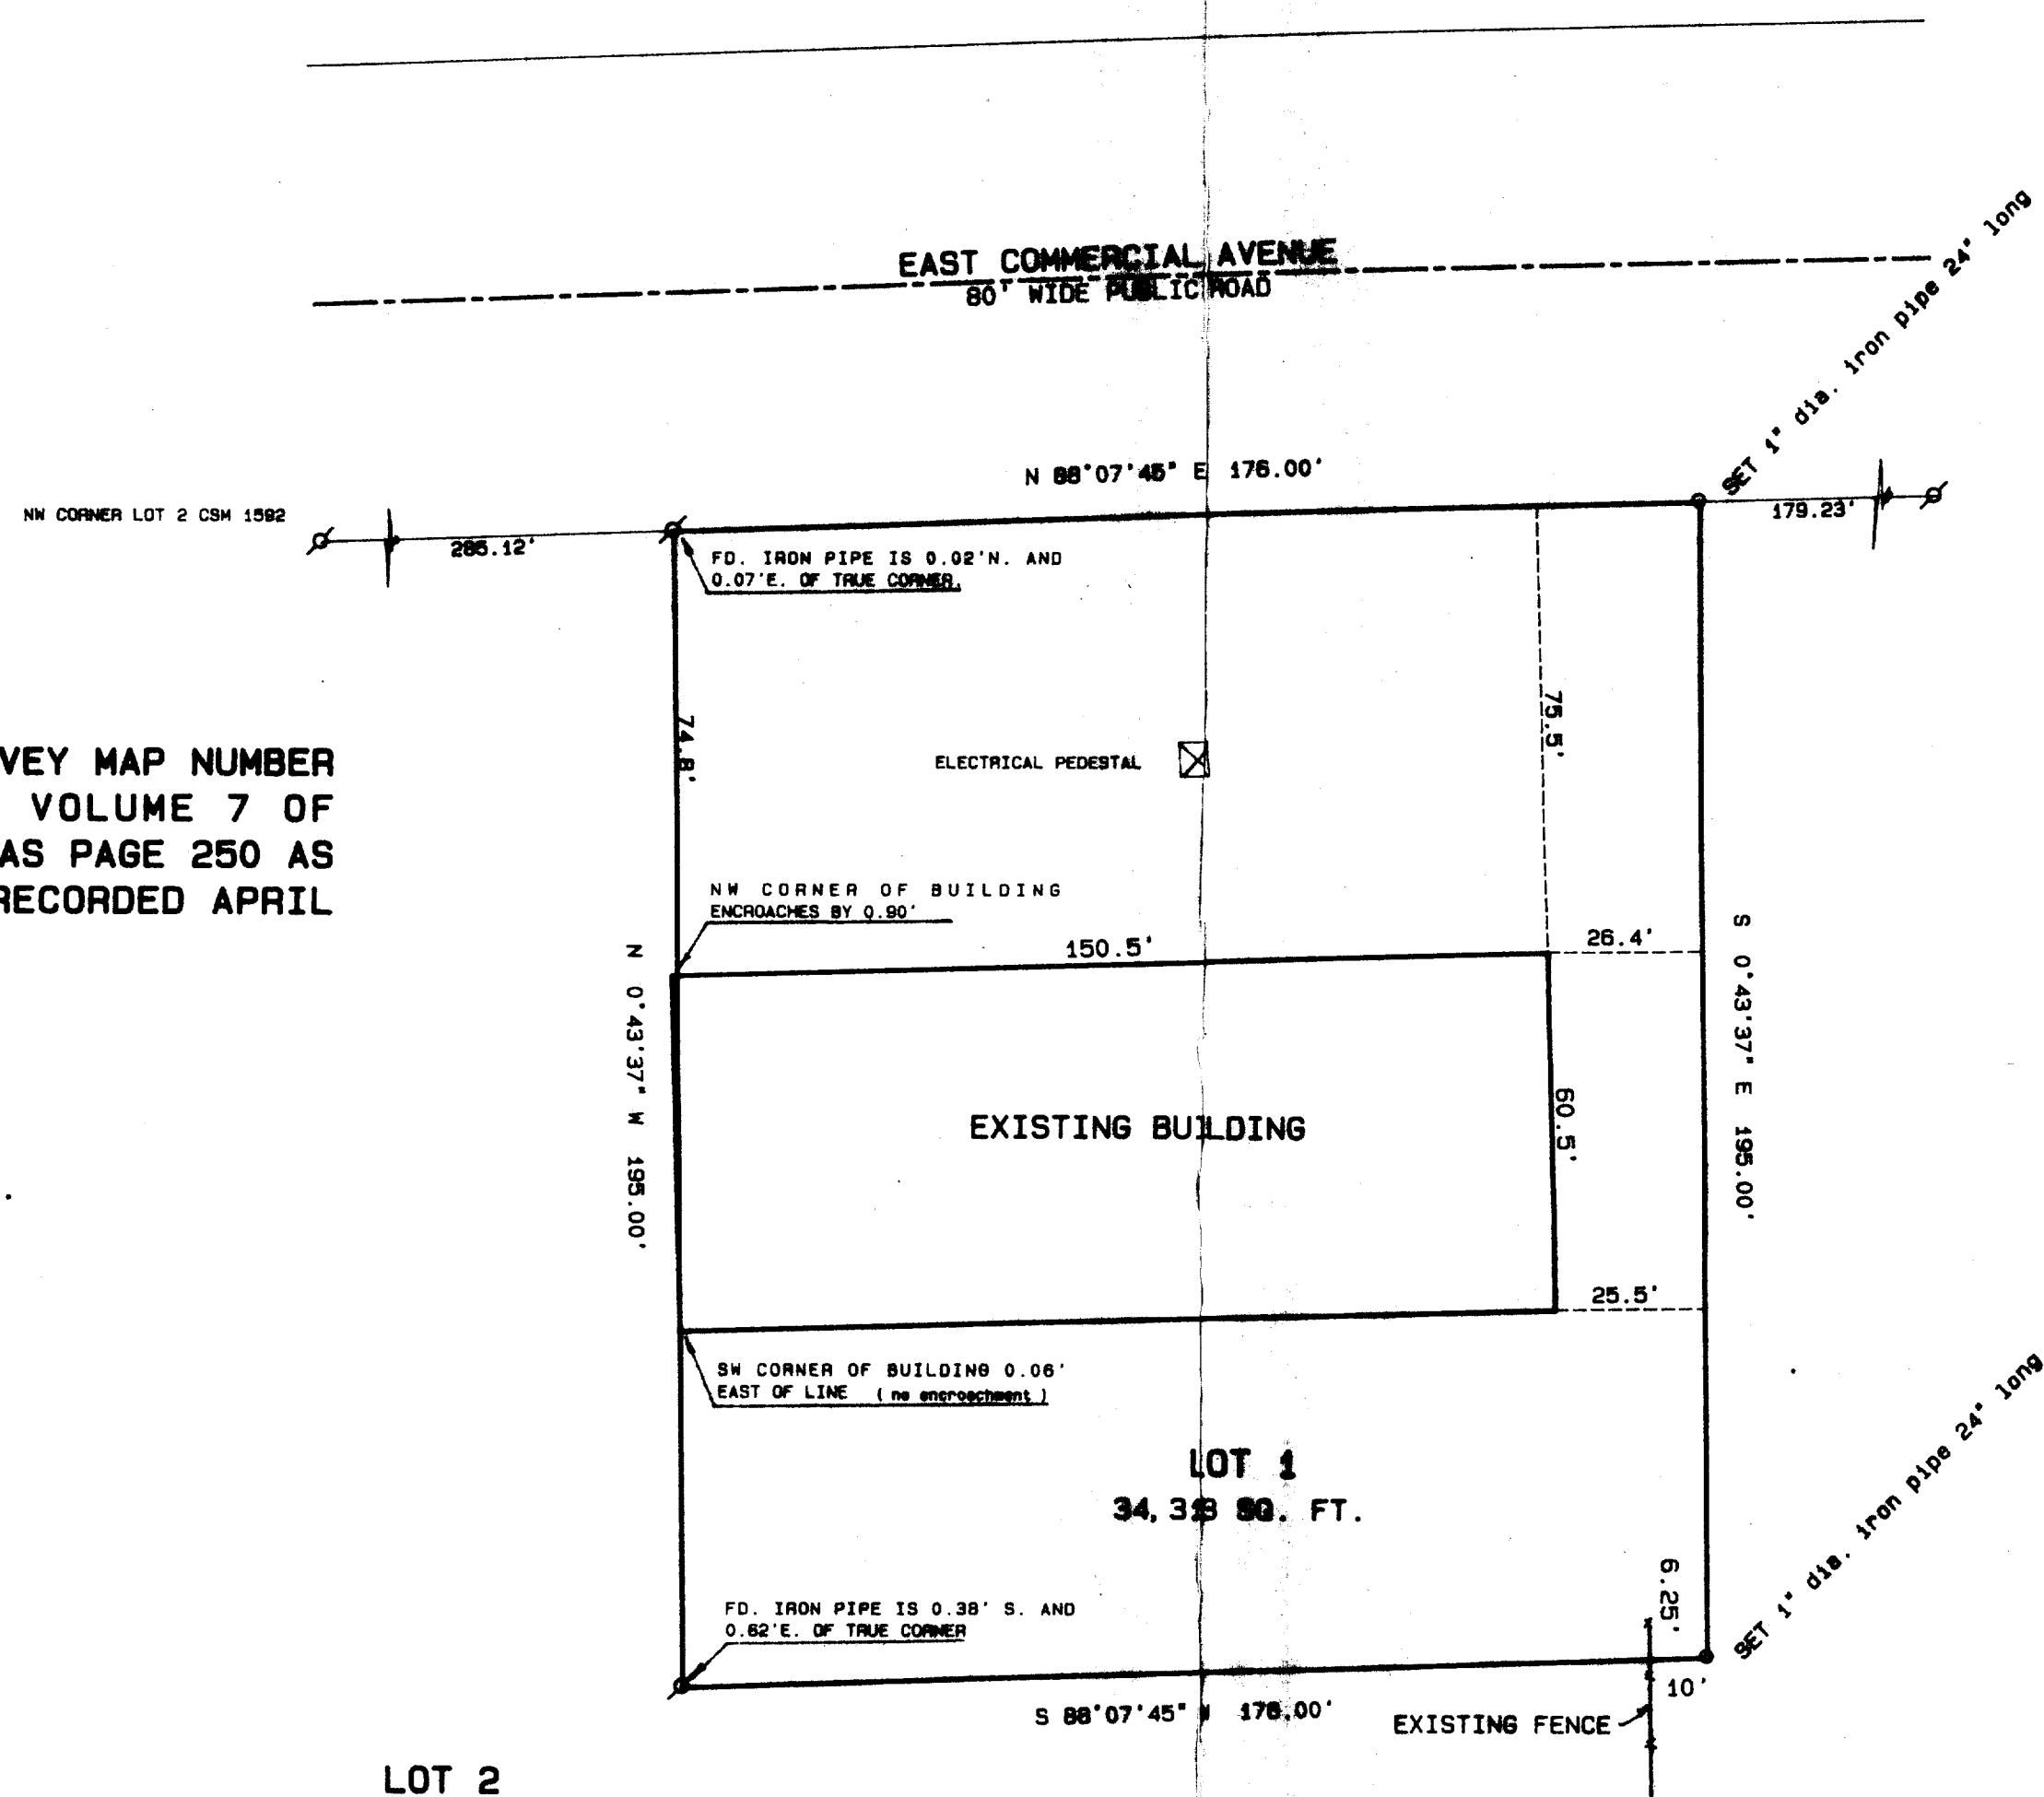 EAST COMMERCIAL AVENUE
80' WIDE PUBLIC ROAD
SET 1" dia. iron pipe 24" long
N 88°07'45" E 176.00'
NW CORNER LOT 2 CSM 1592
285.12'
179.23'
FD. IRON PIPE IS 0.02'N. AND
0.07'E. OF TRUE CORNER.
74.8'
75.5'
ELECTRICAL PEDESTAL
VEY MAP NUMBER
VOLUME 7 OF
AS PAGE 250 AS
RECORDED APRIL
NW CORNER OF BUILDING
ENCROACHES BY 0.90'
150.5'
26.4'
N 0°43'37" W 195.00'
S 0°43'37" E 195.00'
EXISTING BUILDING
60.5'
25.5'
SW CORNER OF BUILDING 0.06'
EAST OF LINE (no encroachment)
LOT 1
34,318 SQ. FT.
6.25'
SET 1" dia. iron pipe 24" long
FD. IRON PIPE IS 0.38' S. AND
0.62'E. OF TRUE CORNER
10'
S 88°07'45" W 176.00'
EXISTING FENCE
LOT 2